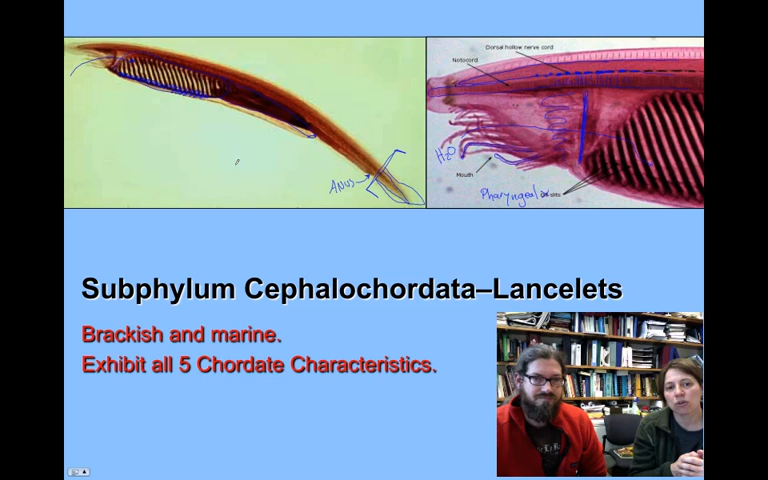 Dorsal hollow nerve cord
Notocord
H2O
Anus
Mouth
Pharyngeal slits
Subphylum Cephalochordata–Lancelets
Brackish and marine.
Exhibit all 5 Chordate Characteristics.